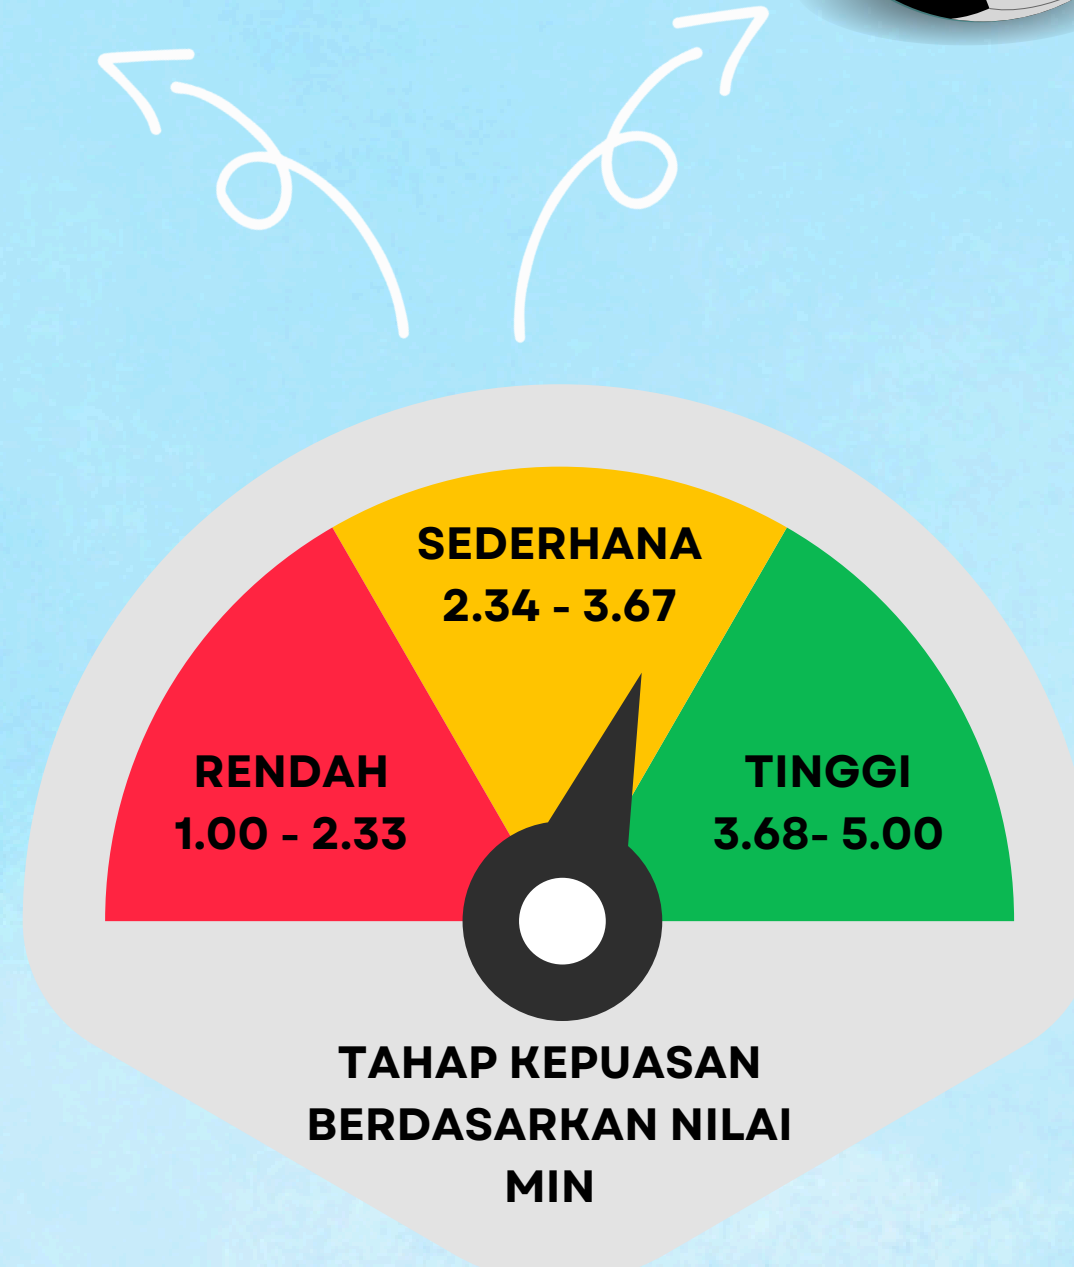 SEDERHANA
2.34 - 3.67
RENDAH
1.00 - 2.33
TINGGI
3.68- 5.00
TAHAP KEPUASAN
BERDASARKAN NILAI
MIN